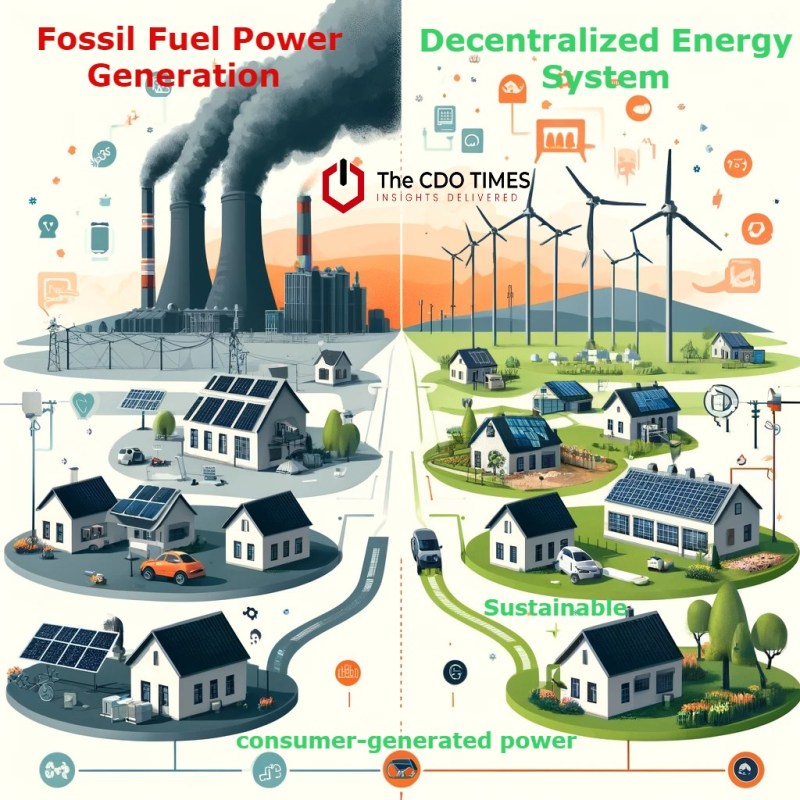 Fossil Fuel Power
Generation
Decentralized Energy
System
The CDO TIMES
INSIGHTS DELIVERED
Sustainable
consumer-generated power